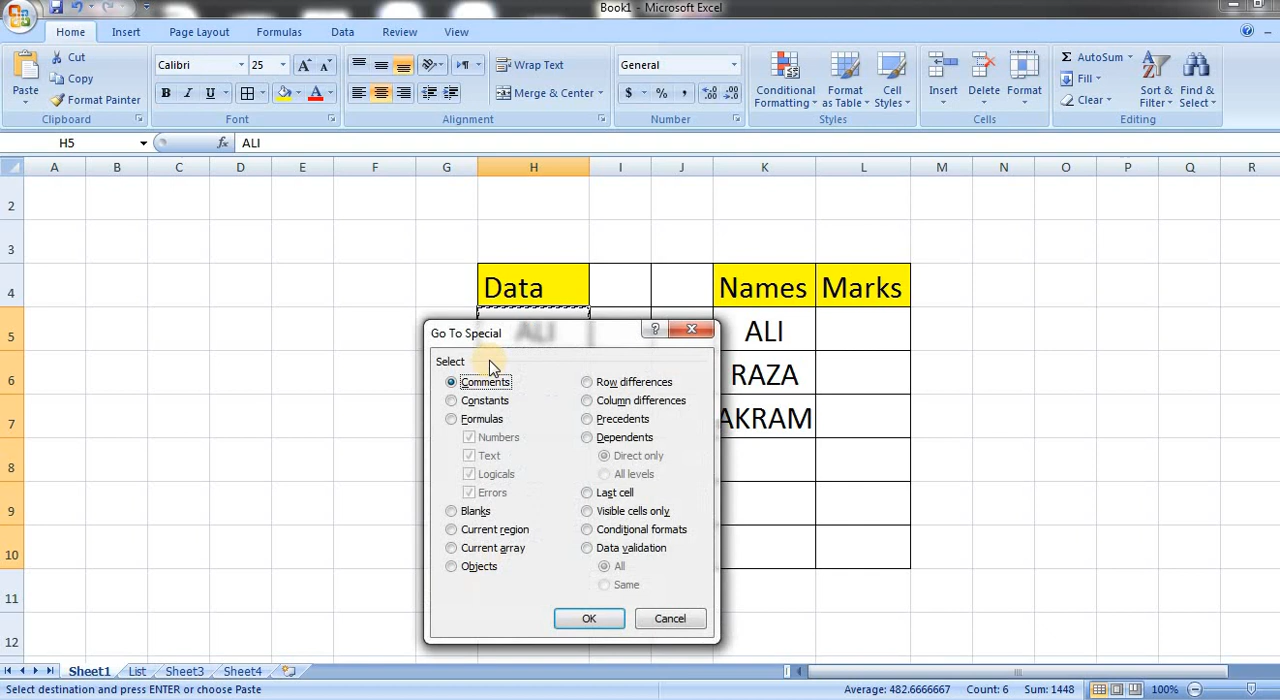 Book1 - Microsoft Excel
Home Insert Page Layout Formulas Data Review View
Paste Cut Copy Format Painter Clipboard
Calibri 25 A A B I U A Font
Wrap Text Merge & Center Alignment
General $ % , .00 .00 Number
Conditional Formatting Format as Table Cell Styles Styles
Insert Delete Format Cells
Σ AutoSum Fill Clear Sort & Filter Find & Select Editing
H5 fx ALI
A B C D E F G H I J K L M N O P Q R
2
3
4 Data Names Marks
5 ALI ALI
6 RAZA
7 AKRAM
8
9
10
11
12
Go To Special ?
Select
Comments Row differences
Constants Column differences
Formulas Precedents
Numbers Dependents
Text Direct only
Logicals All levels
Errors Last cell
Blanks Visible cells only
Current region Conditional formats
Current array Data validation
Objects All
Same
OK Cancel
Sheet1 List Sheet3 Sheet4
Select destination and press ENTER or choose Paste Average: 482.6666667 Count: 6 Sum: 1448 100%